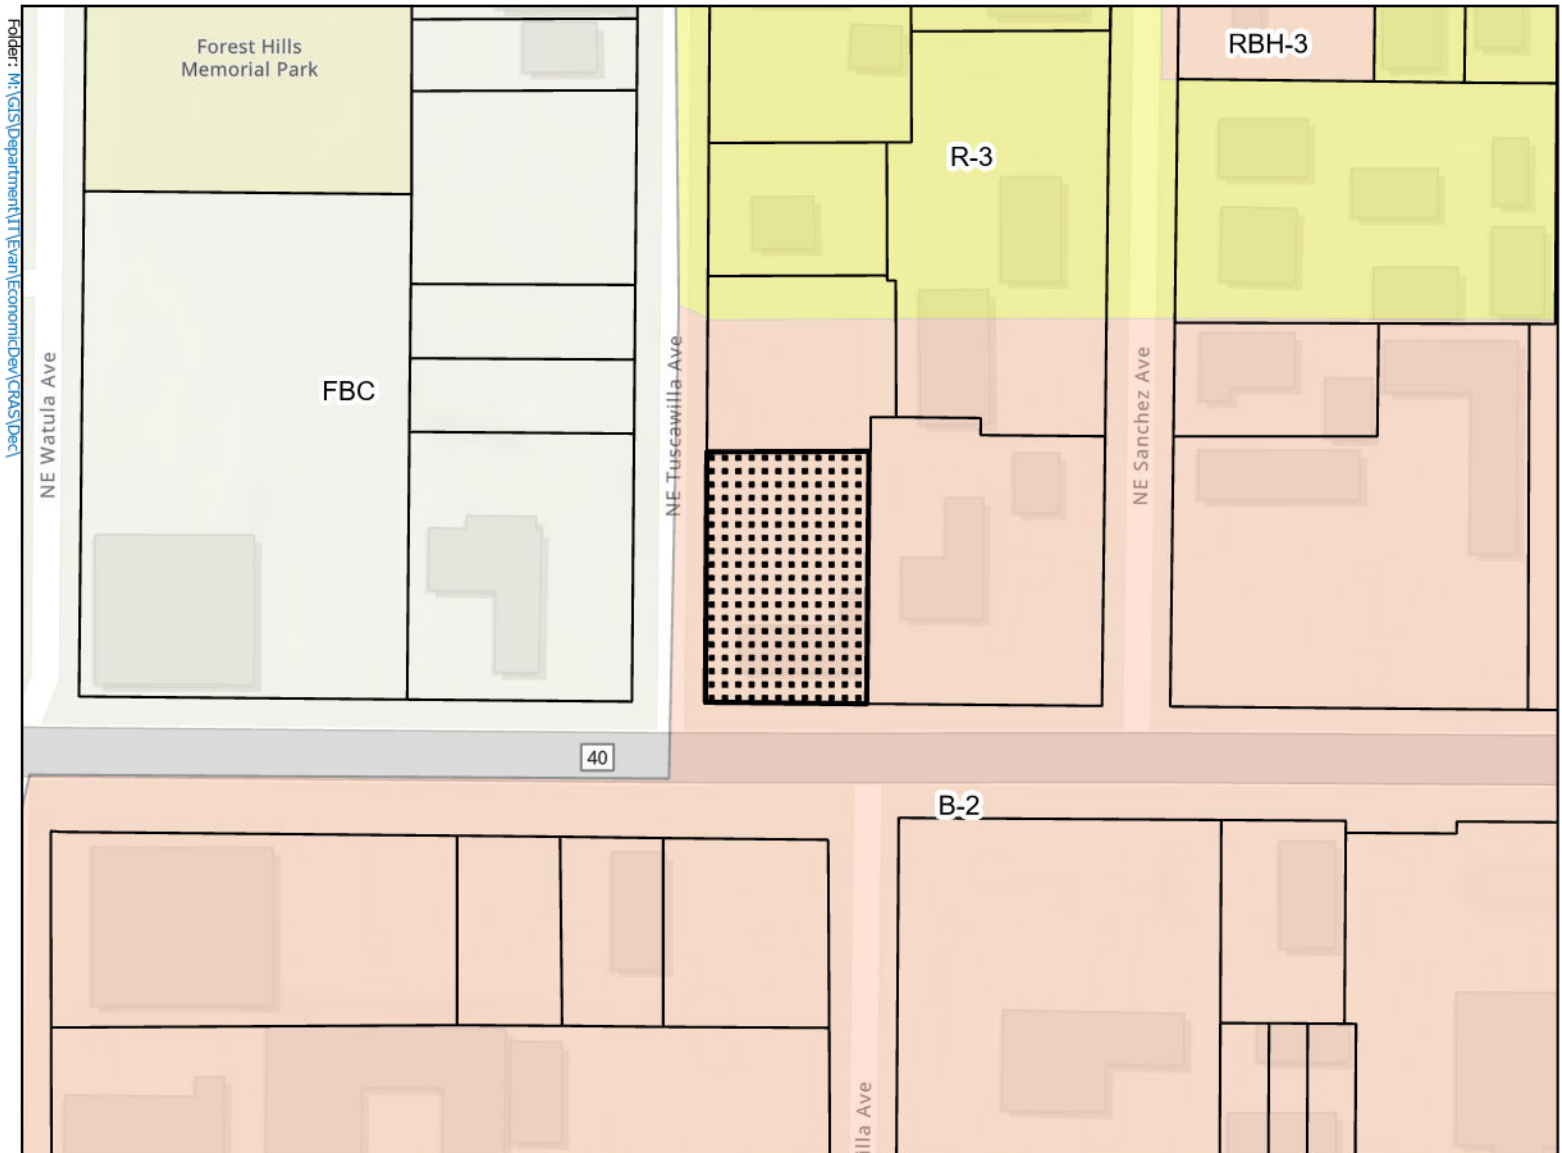 Folder: M:\GIS\Department\IT\Evan\EconomicDev\CRAS\Dec\
Forest Hills
Memorial Park
RBH-3
R-3
FBC
NE Watula Ave
NE Tuscawilla Ave
NE Sanchez Ave
40
B-2
illa Ave